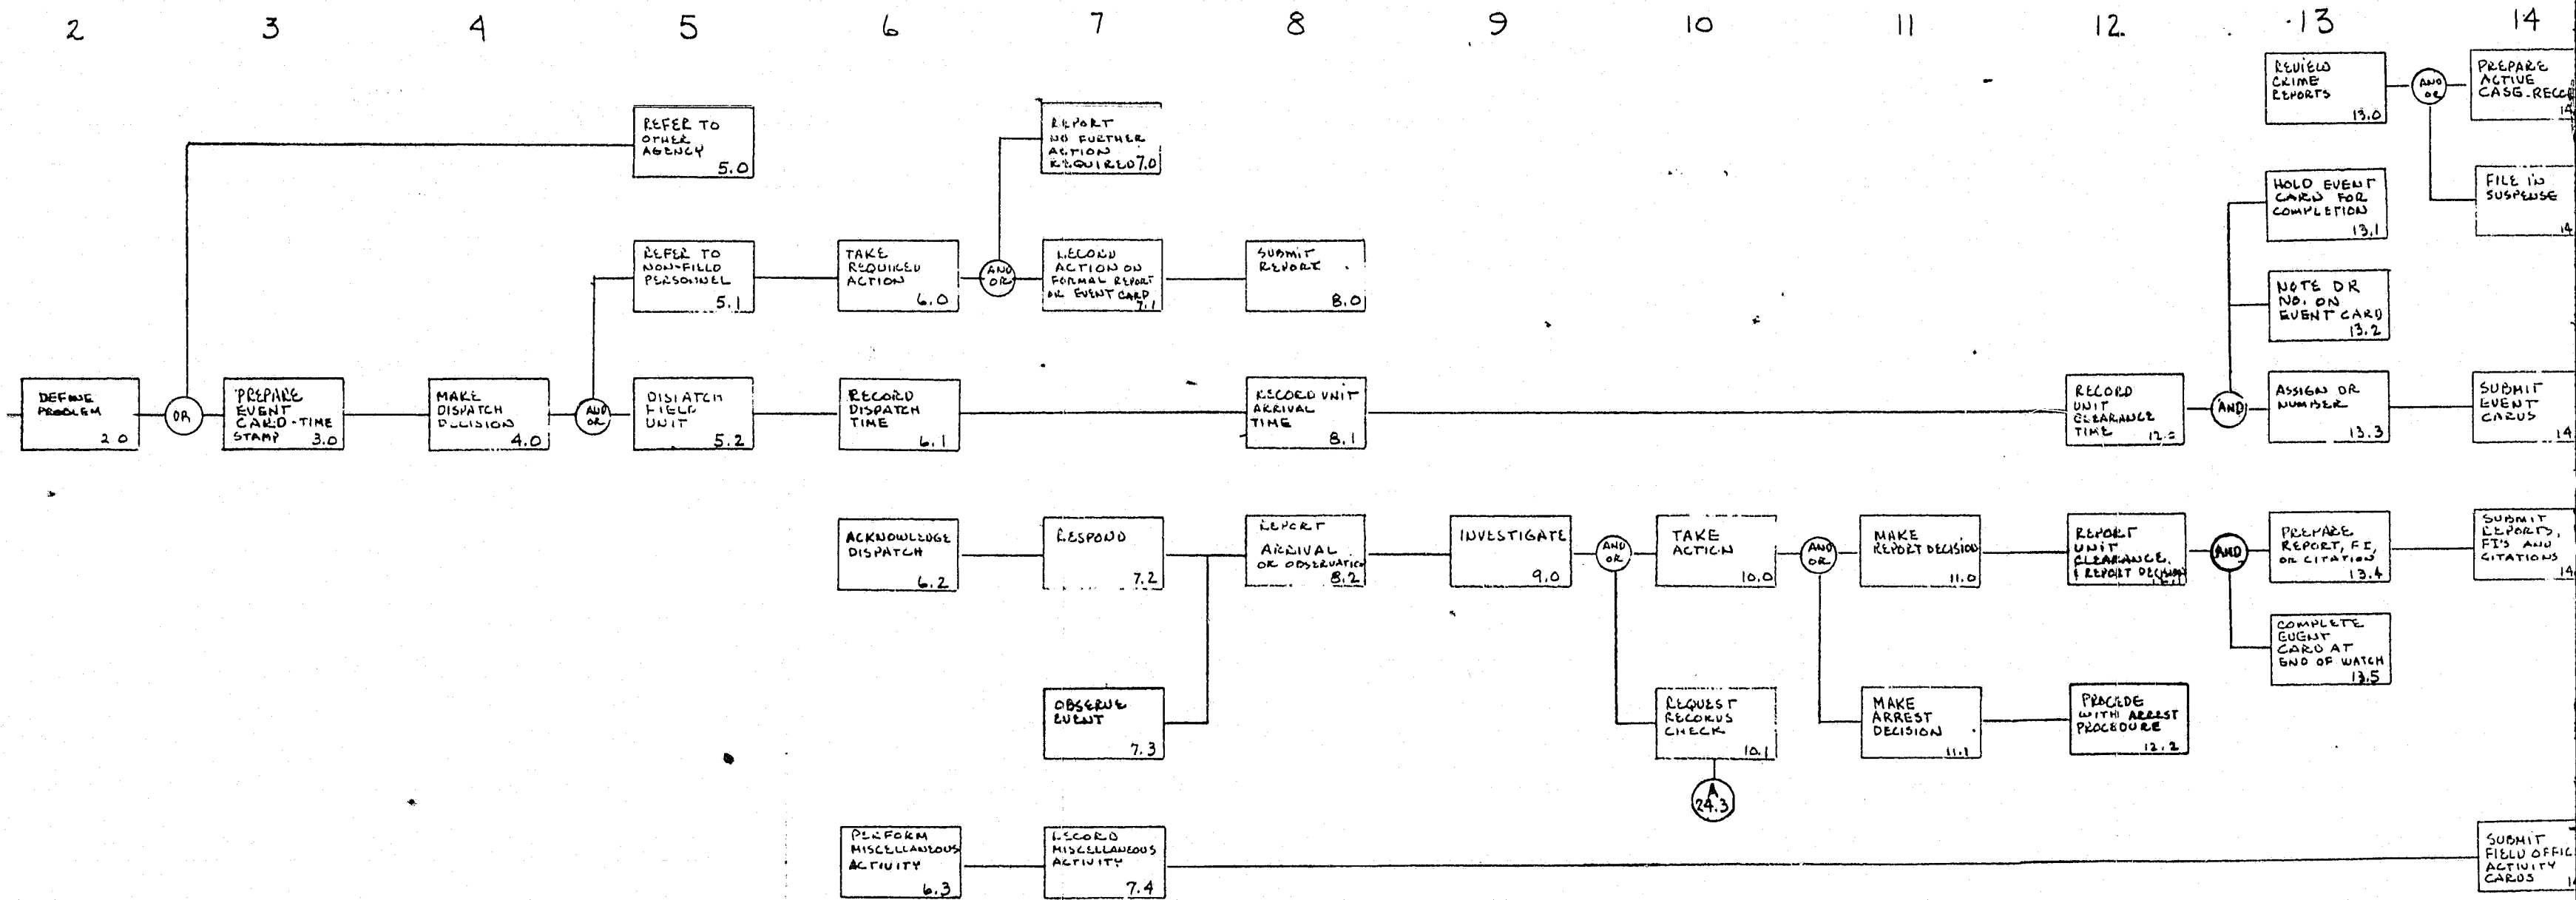 2 3 4 5 6 7 8 9 10 11 12. 13 14
REVIEW
CRIME
REPORTS
13.0
AND
OR
PREPARE
ACTIVE
14
REFER TO
OTHER
AGENCY
5.0
REPORT
NO FURTHER
ACTION
REQUIRED 7.0
HOLD EVENT
CARD FOR
COMPLETION
13.1
FILE IN
SUSPENSE
14
REFER TO
NON-FIELD
PERSONNEL
5.1
TAKE
REQUIRED
ACTION
6.0
AND
OR
RECORD
ACTION ON
FORMAL REPORT
OR EVENT CARD
7.1
SUBMIT
REPORT
8.0
NOTE DR
NO. ON
EVENT CARD
13.2
DEFINE
PROBLEM
2.0
OR
PREPARE
EVENT
CARD-TIME
STAMP 3.0
MAKE
DISPATCH
DECISION
4.0
AND
OR
DISPATCH
FIELD
UNIT
5.2
RECORD
DISPATCH
TIME
6.1
RECORD UNIT
ARRIVAL
TIME
8.1
RECORD
UNIT
CLEARANCE
TIME
AND
ASSIGN DR
NUMBER
13.3
SUBMIT
EVENT
CARDS
14
ACKNOWLEDGE
DISPATCH
6.2
RESPOND
7.2
REPORT
ARRIVAL
OR OBSERVATION
8.2
INVESTIGATE
9.0
AND
OR
TAKE
ACTION
10.0
AND
OR
MAKE
REPORT DECISION
11.0
REPORT
UNIT
CLEARANCE,
& REPORT DECISION
AND
PREPARE
REPORT, FI,
OR CITATION
13.4
SUBMIT
REPORTS,
FI'S AND
CITATIONS
14
COMPLETE
EVENT
CARD AT
END OF WATCH
13.5
OBSERVE
EVENT
7.3
REQUEST
RECORDS
CHECK
10.1
A
24.3
MAKE
ARREST
DECISION
11.1
PROCEDE
WITH ARREST
PROCEDURE
12.2
PERFORM
MISCELLANEOUS
ACTIVITY
6.3
RECORD
MISCELLANEOUS
ACTIVITY
7.4
SUBMIT
FIELD OFFIC
ACTIVITY
CARDS